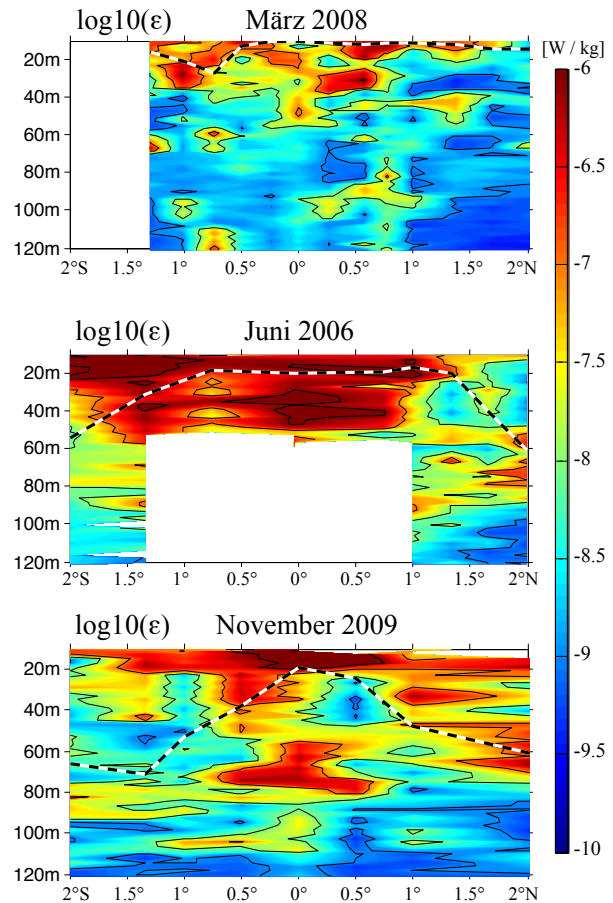 log10(ε) März 2008
[W / kg]
20m
40m
60m
80m
100m
120m
2°S 1.5° 1° 0.5° 0° 0.5° 1° 1.5° 2°N
log10(ε) Juni 2006
20m
40m
60m
80m
100m
120m
2°S 1.5° 1° 0.5° 0° 0.5° 1° 1.5° 2°N
log10(ε) November 2009
20m
40m
60m
80m
100m
120m
2°S 1.5° 1° 0.5° 0° 0.5° 1° 1.5° 2°N
-6
-6.5
-7
-7.5
-8
-8.5
-9
-9.5
-10